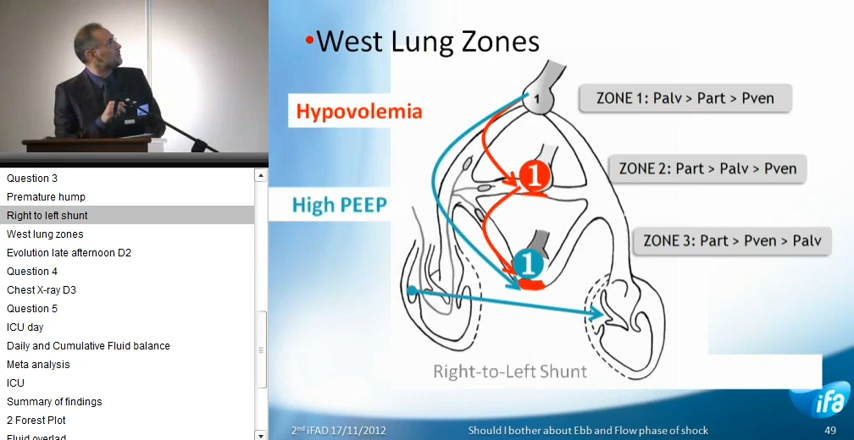 •West Lung Zones
Hypovolemia
High PEEP
1
ZONE 1: Palv > Part > Pven
ZONE 2: Part > Palv > Pven
ZONE 3: Part > Pven > Palv
1
1
Right-to-Left Shunt
Question 3
Premature hump
Right to left shunt
West lung zones
Evolution late afternoon D2
Question 4
Chest X-ray D3
Question 5
ICU day
Daily and Cumulative Fluid balance
Meta analysis
ICU
Summary of findings
2 Forest Plot
Fluid overlad
2nd iFAD 17/11/2012
Should I bother about Ebb and Flow phase of shock
49
ifa